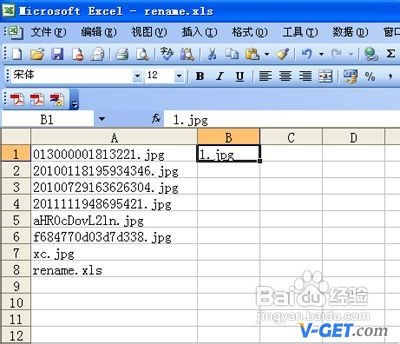 Microsoft Excel - rename.xls
文件(F) 编辑(E) 视图(V) 插入(I) 格式(O) 工具(T) 数据(D) 窗口
宋体 12 B I U %
B1 fx 1.jpg
A B C D
1 013000001813221.jpg 1.jpg
2 20100118195934346.jpg
3 20100729163626304.jpg
4 2011111948695421.jpg
5 aHR0cDovL2ln.jpg
6 f684770d03d7d338.jpg
7 xc.jpg
8 rename.xls
9
10
11
12
Baidu 经验
jingyan.baidu.com
V-GET.com